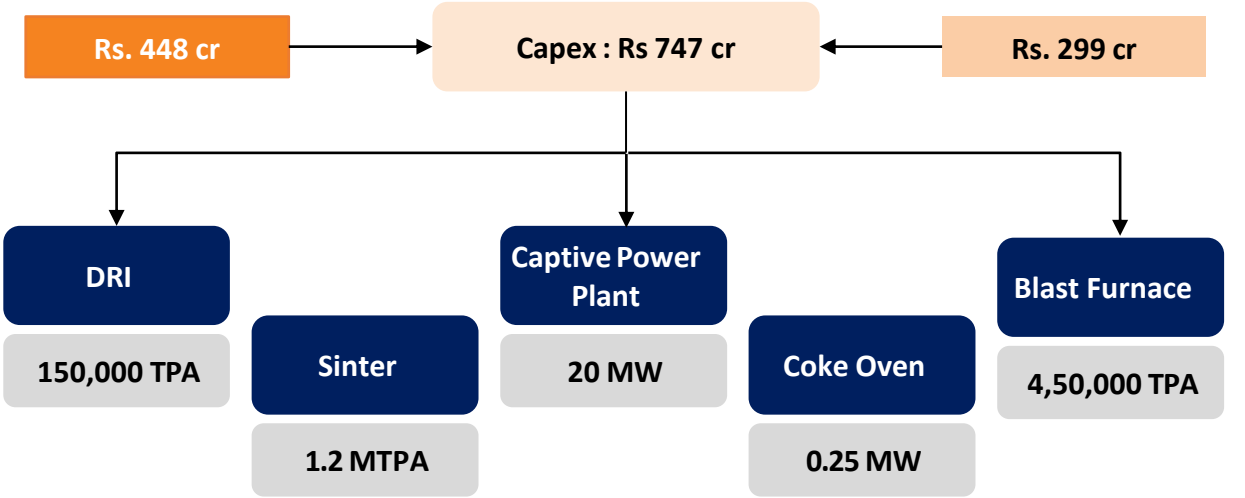 Rs. 448 cr
Capex : Rs 747 cr
Rs. 299 cr
DRI
150,000 TPA
Sinter
1.2 MTPA
Captive Power
Plant
20 MW
Coke Oven
0.25 MW
Blast Furnace
4,50,000 TPA